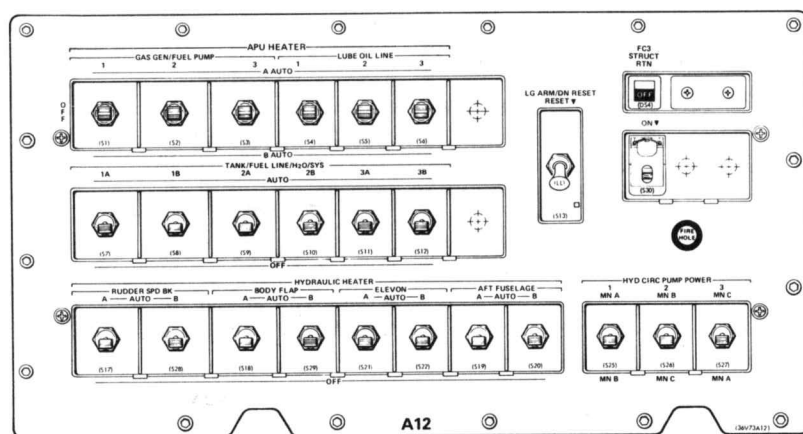 APU HEATER
GAS GEN/FUEL PUMP LUBE OIL LINE
1 2 3 1 2 3
A AUTO
OFF
(S1) (S2) (S3) (S4) (S5) (S6)
B AUTO
TANK/FUEL LINE/H2O/SYS
AUTO
1A 1B 2A 2B 3A 3B
(S7) (S8) (S9) (S10) (S11) (S12)
OFF
LG ARM/DN RESET
RESET ▼
(S13)
FC3
STRUCT
RTN
OFF
(DS4)
ON ▼
(S30)
FIRE
HOLE
HYDRAULIC HEATER
RUDDER SPD BK BODY FLAP ELEVON AFT FUSELAGE
A AUTO B A AUTO B A AUTO B A AUTO B
(S17) (S28) (S18) (S29) (S21) (S22) (S19) (S20)
OFF
HYD CIRC PUMP POWER
1 2 3
MN A MN B MN C
(S25) (S26) (S27)
MN B MN C MN A
A12
(36V73A12)